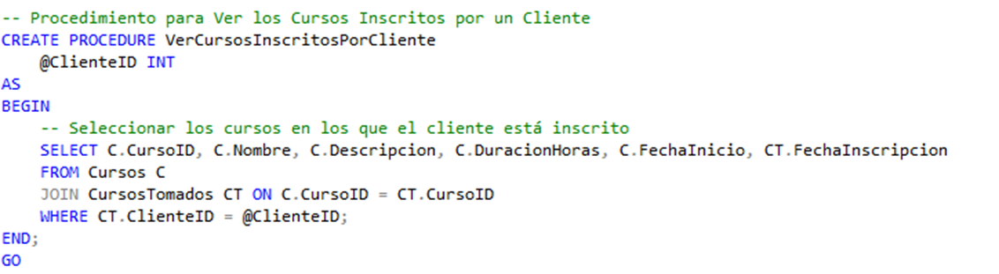 -- Procedimiento para Ver los Cursos Inscritos por un Cliente
CREATE PROCEDURE VerCursosInscritosPorCliente
    @ClienteID INT
AS
BEGIN
    -- Seleccionar los cursos en los que el cliente está inscrito
    SELECT C.CursoID, C.Nombre, C.Descripcion, C.DuracionHoras, C.FechaInicio, CT.FechaInscripcion
    FROM Cursos C
    JOIN CursosTomados CT ON C.CursoID = CT.CursoID
    WHERE CT.ClienteID = @ClienteID;
END;
GO